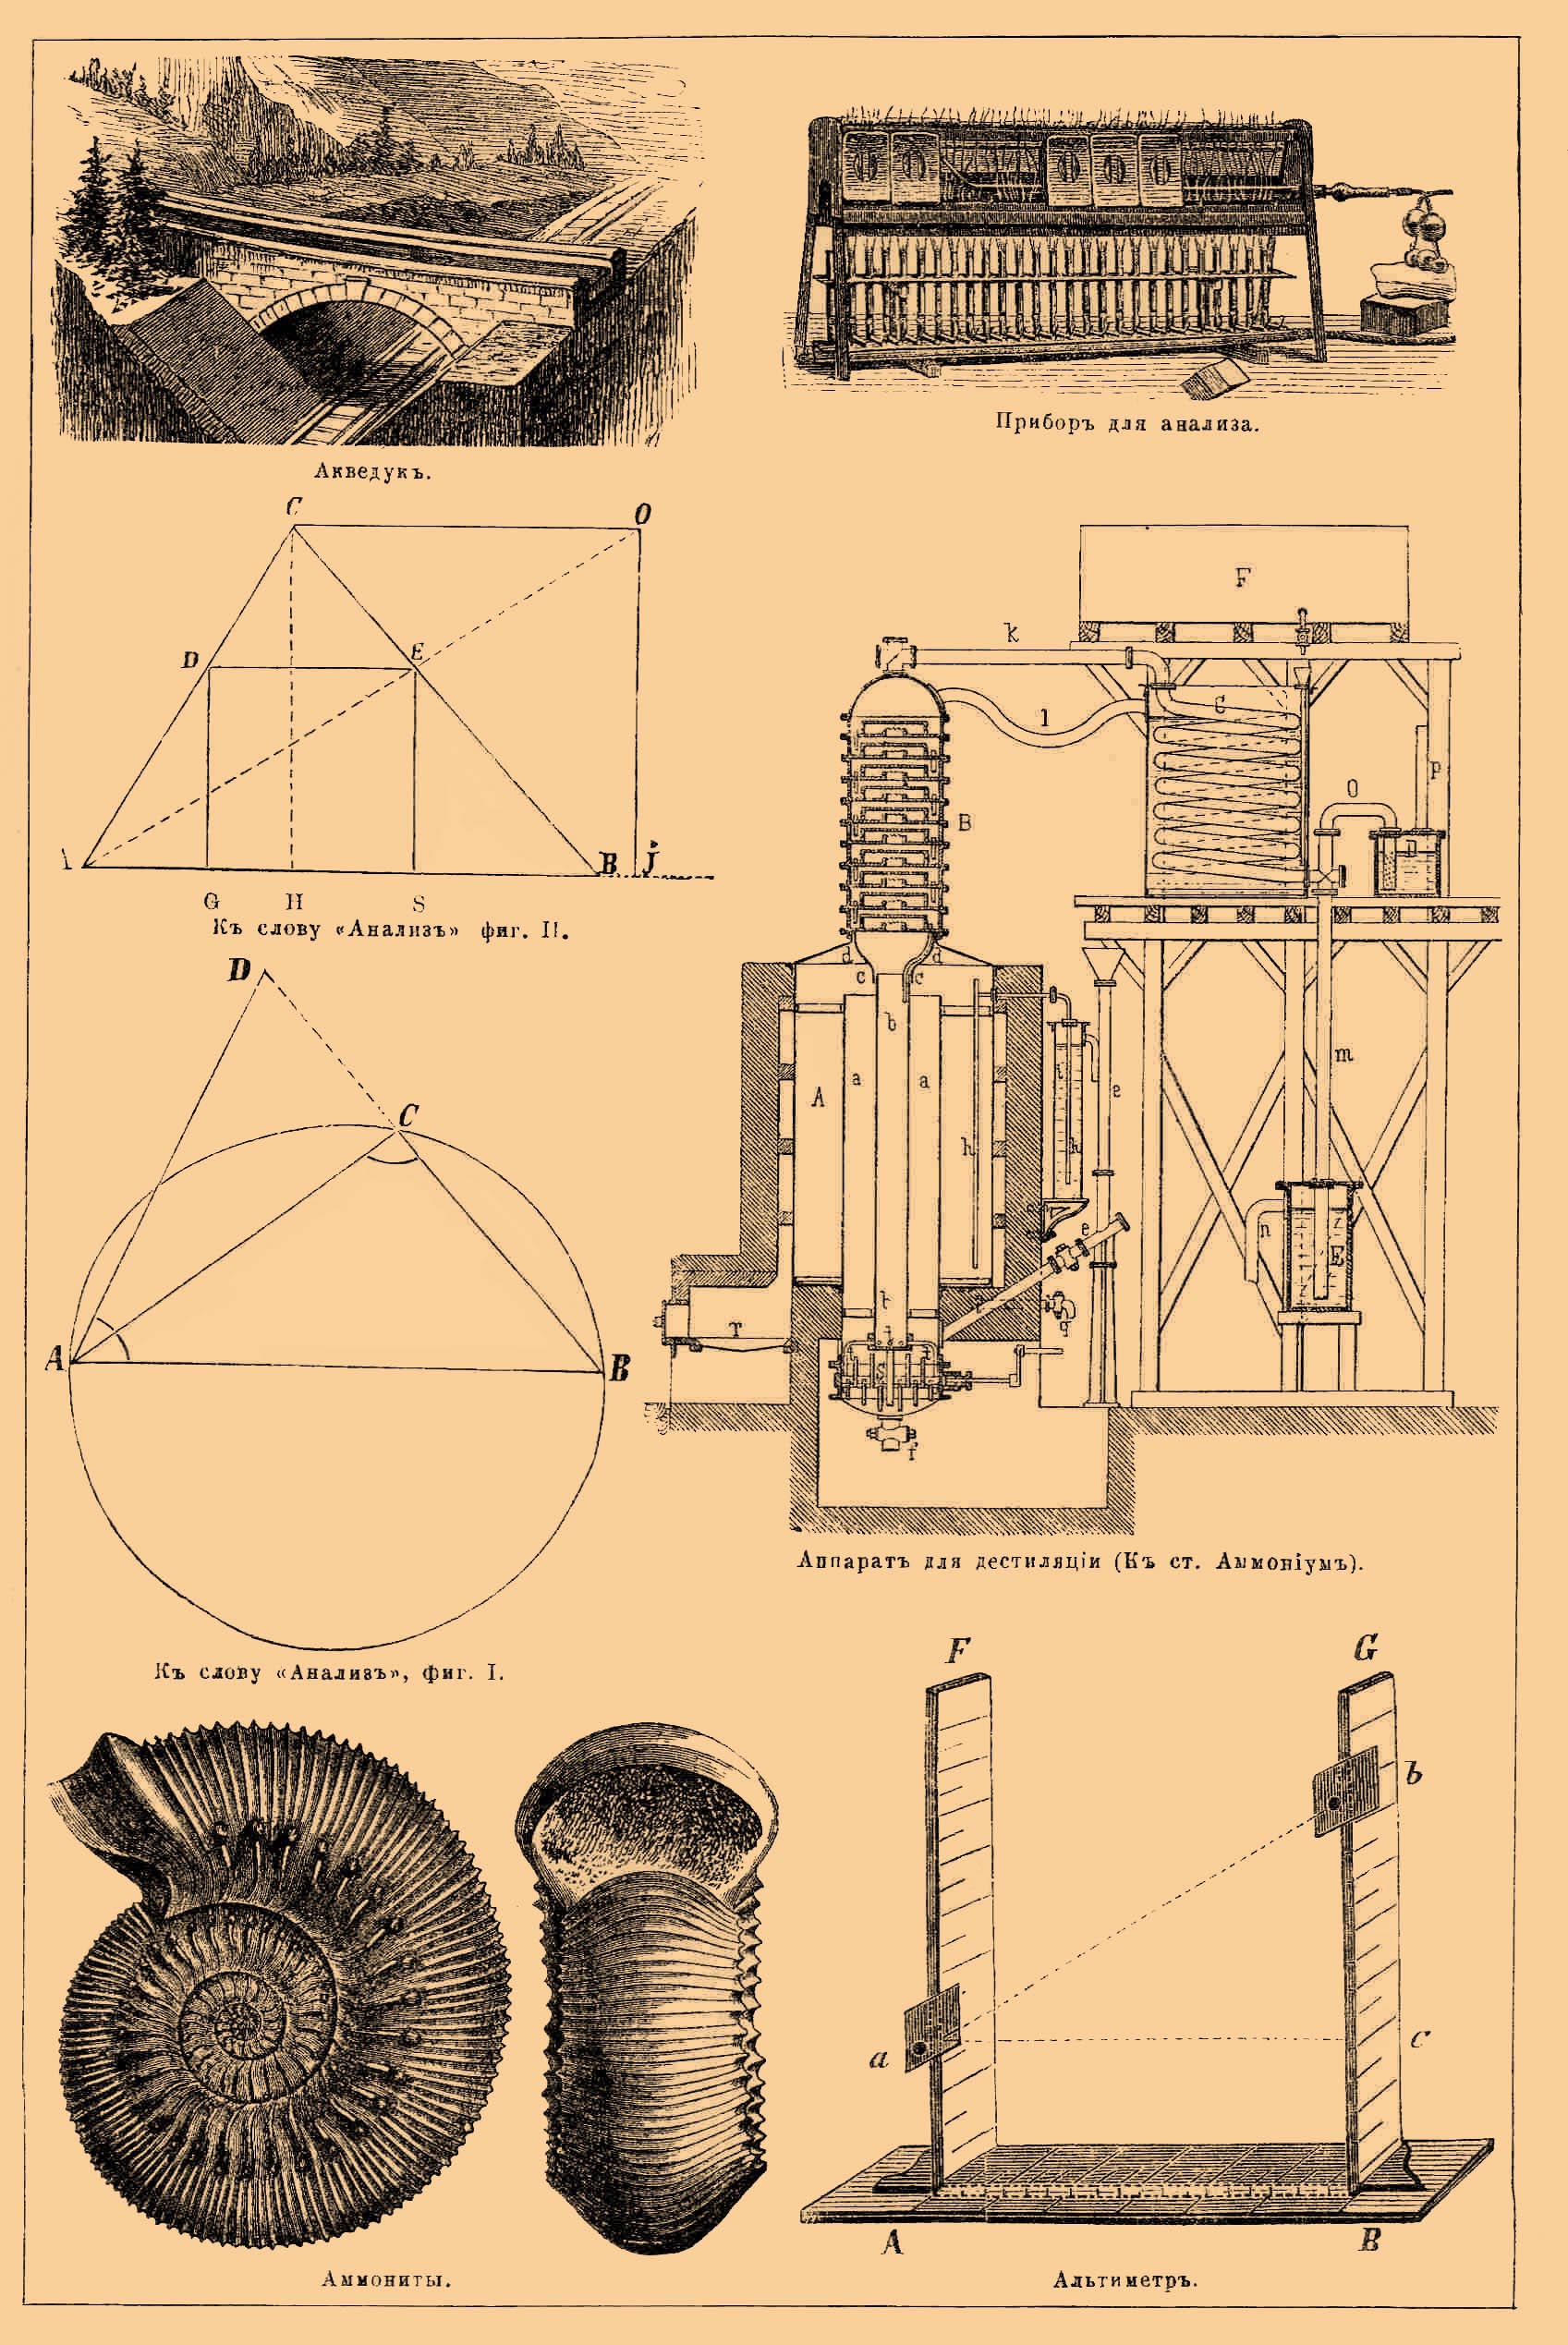 Акведукъ.
Приборъ для анализа.
C O
D E
B j
G H S
Къ слову «Анализъ» фиг. II.
D
C
A B
Къ слову «Анализъ», фиг. I.
F
k
C
l
p
O
B
D
d d
c c
b
a a
A
h
i
h
e
m
e
n
E
b
r
g
f
Аппаратъ для дестиляціи (Къ ст. Аммоніумъ).
F G
b
a c
A B
Аммониты.
Альтиметръ.